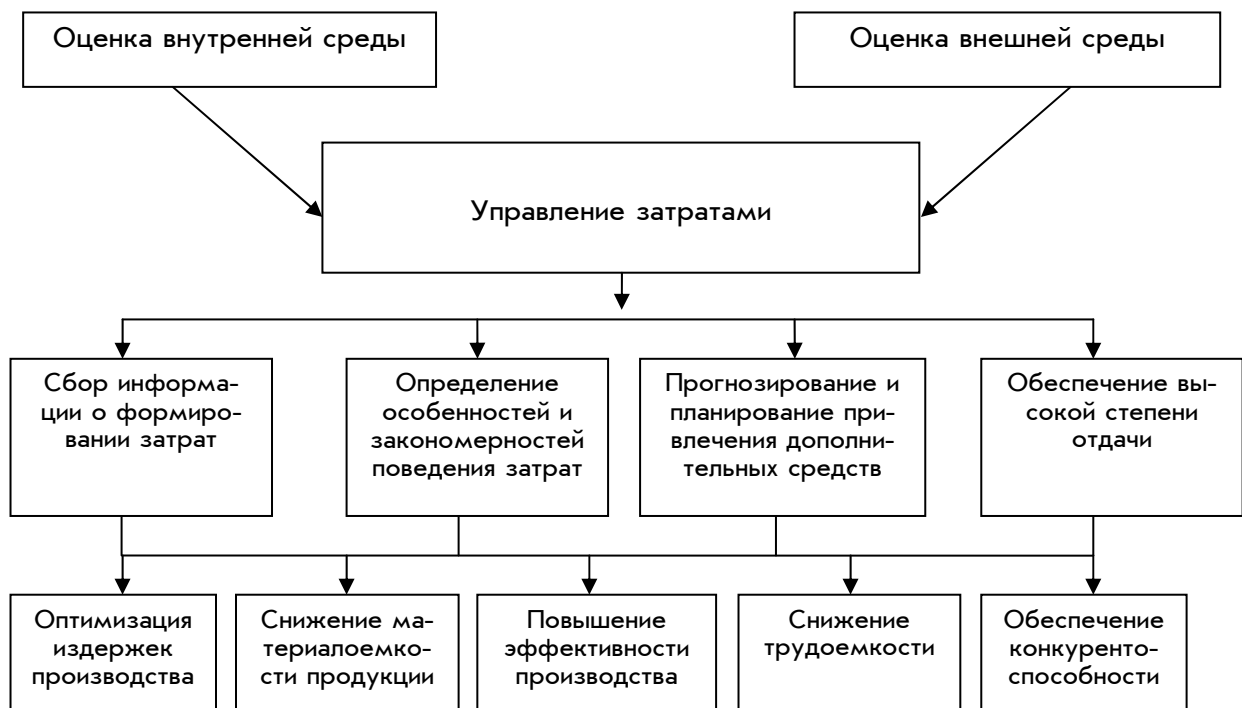 Оценка внутренней среды
Оценка внешней среды
Управление затратами
Сбор информа-
ции о формиро-
вании затрат
Определение
особенностей и
закономерностей
поведения затрат
Прогнозирование и
планирование при-
влечения дополни-
тельных средств
Обеспечение вы-
сокой степени
отдачи
Оптимизация
издержек
производства
Снижение ма-
териалоемко-
сти продукции
Повышение
эффективности
производства
Снижение
трудоемкости
Обеспечение
конкуренто-
способности